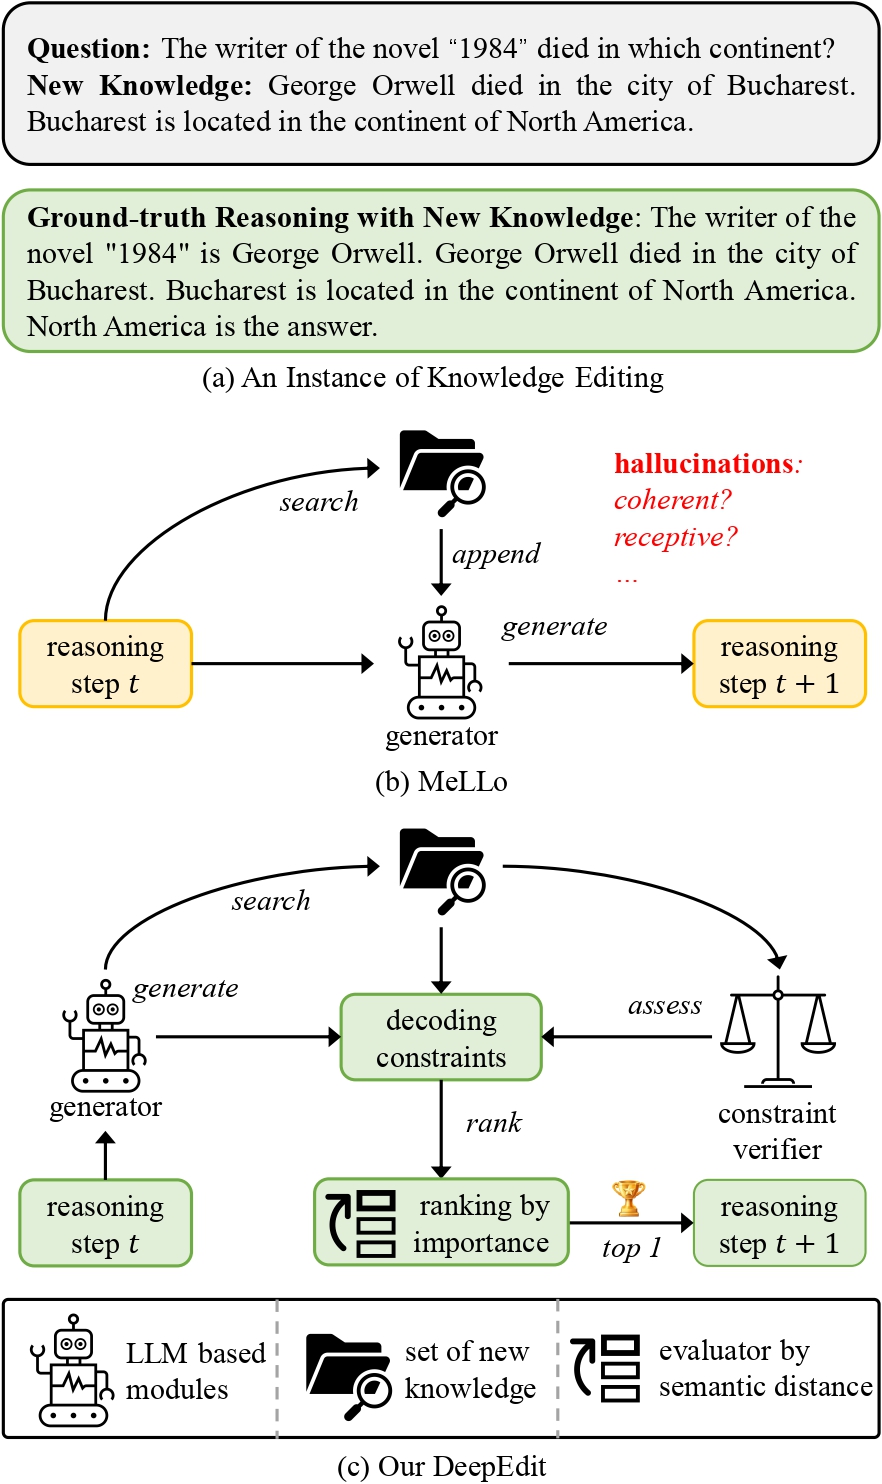 Question: The writer of the novel “1984” died in which continent?
New Knowledge: George Orwell died in the city of Bucharest.
Bucharest is located in the continent of North America.
Ground-truth Reasoning with New Knowledge: The writer of the
novel "1984" is George Orwell. George Orwell died in the city of
Bucharest. Bucharest is located in the continent of North America.
North America is the answer.
(a) An Instance of Knowledge Editing
search
hallucinations:
coherent?
receptive?
...
append
reasoning
step t
generate
reasoning
step t + 1
generator
(b) MeLLo
search
generate
decoding
constraints
assess
generator
constraint
verifier
rank
reasoning
step t
ranking by
importance
top 1
reasoning
step t + 1
LLM based
modules
set of new
knowledge
evaluator by
semantic distance
(c) Our DeepEdit